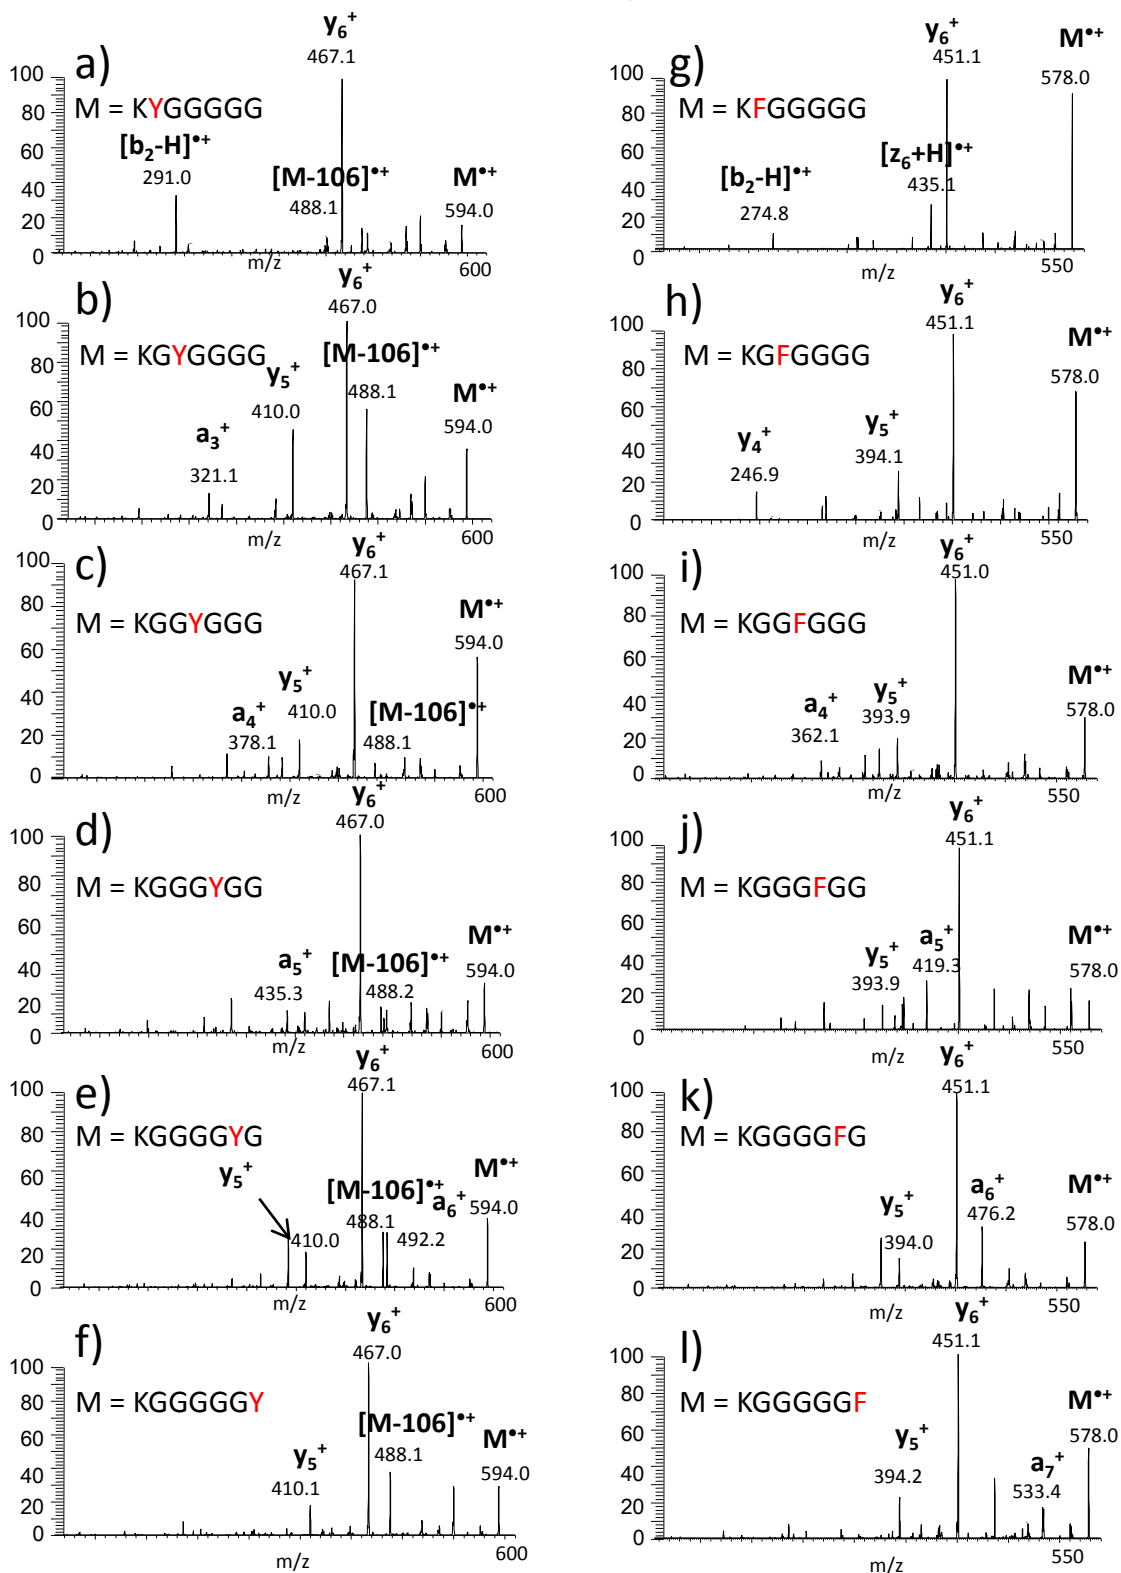 a)
y₆⁺
467.1
M = KYGGGGG
[b₂-H]•⁺
291.0
[M-106]•⁺
488.1
M•⁺
594.0
100
80
60
40
20
0
m/z
600
b)
y₆⁺
467.0
M = KGYGGGG
[M-106]•⁺
488.1
y₅⁺
410.0
a₃⁺
321.1
M•⁺
594.0
100
80
60
40
20
0
m/z
600
c)
y₆⁺
467.1
M = KGGYGGG
M•⁺
594.0
y₅⁺
410.0
a₄⁺
378.1
[M-106]•⁺
488.1
100
80
60
40
20
0
m/z
600
d)
y₆⁺
467.0
M = KGGGYGG
M•⁺
594.0
a₅⁺
435.3
[M-106]•⁺
488.2
100
80
60
40
20
0
m/z
600
e)
y₆⁺
467.1
M = KGGGGYG
y₅⁺
410.0
[M-106]•⁺
488.1
a₆⁺
492.2
M•⁺
594.0
100
80
60
40
20
0
m/z
600
f)
y₆⁺
467.0
M = KGGGGGY
[M-106]•⁺
488.1
y₅⁺
410.1
M•⁺
594.0
100
80
60
40
20
0
m/z
600
g)
y₆⁺
451.1
M•⁺
578.0
M = KFGGGGG
[z₆+H]•⁺
435.1
[b₂-H]•⁺
274.8
100
80
60
40
20
0
m/z
550
h)
y₆⁺
451.1
M•⁺
578.0
M = KGFGGGG
y₄⁺
246.9
y₅⁺
394.1
100
80
60
40
20
0
m/z
550
i)
y₆⁺
451.0
M = KGGFGGG
a₄⁺
362.1
y₅⁺
393.9
M•⁺
578.0
100
80
60
40
20
0
m/z
550
j)
y₆⁺
451.1
M = KGGGFGG
y₅⁺
393.9
a₅⁺
419.3
M•⁺
578.0
100
80
60
40
20
0
m/z
550
k)
y₆⁺
451.1
M = KGGGGFG
y₅⁺
394.0
a₆⁺
476.2
M•⁺
578.0
100
80
60
40
20
0
m/z
550
l)
y₆⁺
451.1
M = KGGGGGF
y₅⁺
394.2
a₇⁺
533.4
M•⁺
578.0
100
80
60
40
20
0
m/z
550